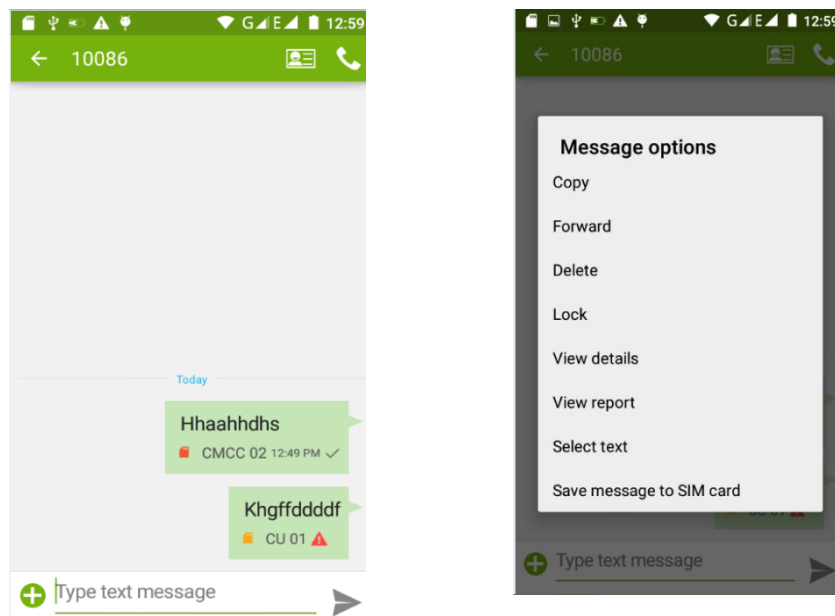 G E 12:59
10086
Today
Hhaahhdhs
CMCC 02 12:49 PM
Khgffddddf
CU 01
Type text message
G E 12:59
10086
Message options
Copy
Forward
Delete
Lock
View details
View report
Select text
Save message to SIM card
CU 01
Type text message